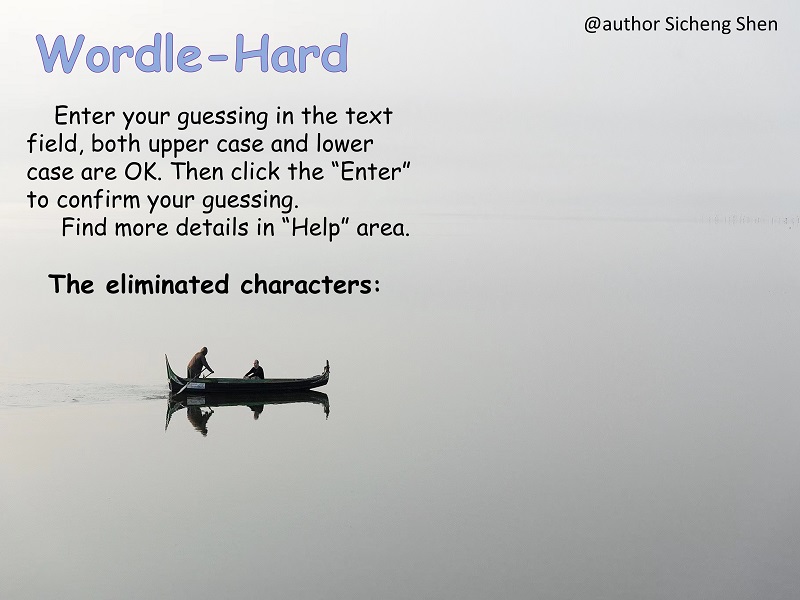 @author Sicheng Shen
Wordle-Hard
Enter your guessing in the text
field, both upper case and lower
case are OK. Then click the “Enter”
to confirm your guessing.
Find more details in “Help” area.
The eliminated characters: